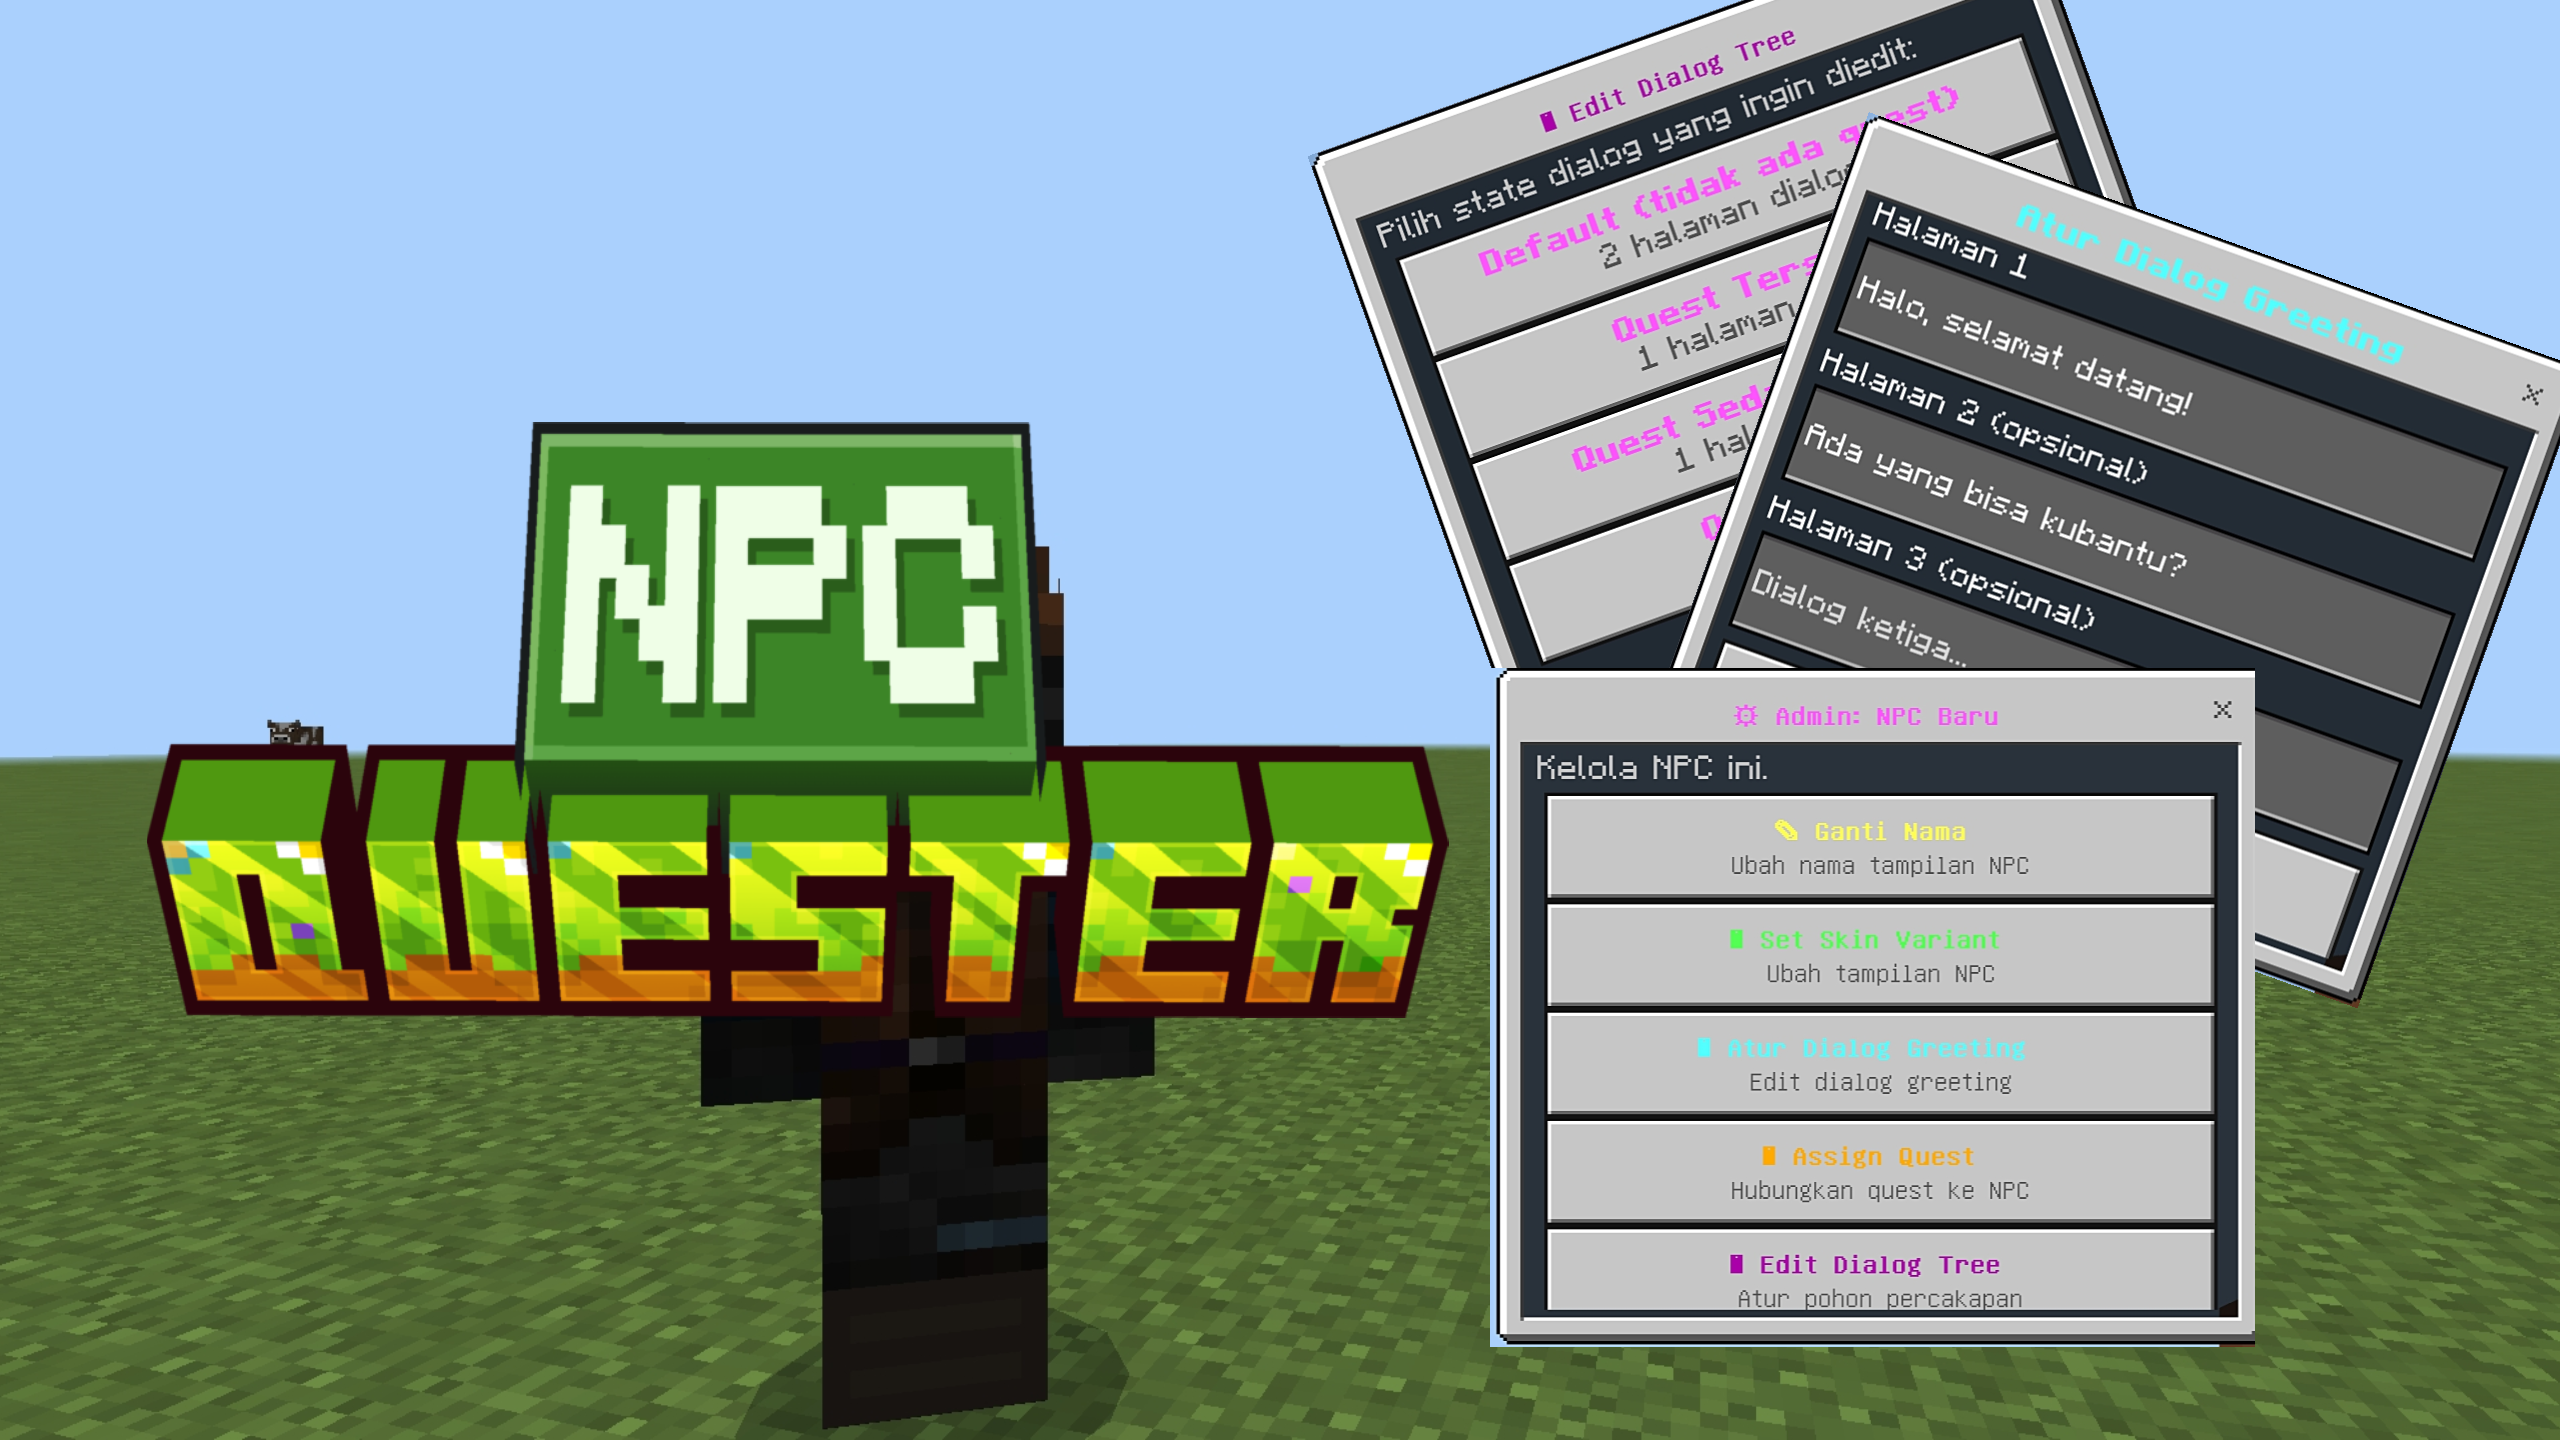 NPC
QUESTER
Edit Dialog Tree
Pilih state dialog yang ingin diedit:
Default (tidak ada quest)
2 halaman dialog
Quest
1 halaman
Quest
1
Atur Dialog Greeting
Halaman 1
Halo, selamat datang!
Halaman 2 (opsional)
Ada yang bisa kubantu?
Halaman 3 (opsional)
Dialog ketiga...
Admin: NPC Baru
Kelola NPC ini.
Ganti Nama
Ubah nama tampilan NPC
Set Skin Variant
Ubah tampilan NPC
Atur Dialog Greeting
Edit dialog greeting
Assign Quest
Hubungkan quest ke NPC
Edit Dialog Tree
Atur pohon percakapan